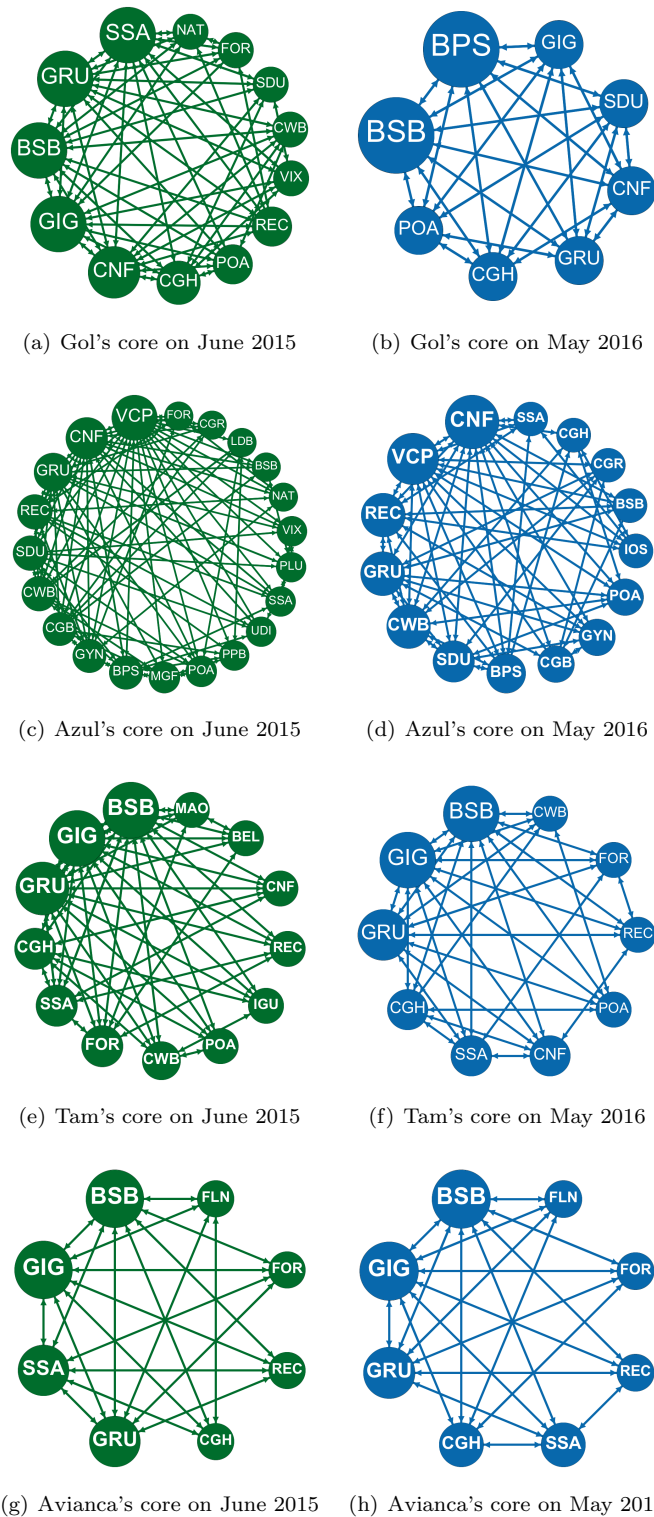 SSA
NAT
FOR
GRU
SDU
CWB
BSB
VIX
GIG
REC
POA
CNF
CGH
BPS
GIG
SDU
BSB
CNF
POA
GRU
CGH
(a) Gol's core on June 2015
(b) Gol's core on May 2016
VCP
FOR
CGR
CNF
LDB
GRU
BSB
NAT
REC
VIX
SDU
PLU
CWB
SSA
CGB
UDI
GYN
PPB
BPS
MGF
POA
CNF
SSA
CGH
VCP
CGR
REC
BSB
IOS
GRU
POA
CWB
GYN
SDU
BPS
CGB
(c) Azul's core on June 2015
(d) Azul's core on May 2016
BSB
MAO
GIG
BEL
GRU
CNF
CGH
REC
SSA
IGU
FOR
CWB
POA
BSB
CWB
GIG
FOR
GRU
REC
CGH
POA
SSA
CNF
(e) Tam's core on June 2015
(f) Tam's core on May 2016
BSB
FLN
GIG
FOR
SSA
REC
GRU
CGH
BSB
FLN
GIG
FOR
GRU
REC
CGH
SSA
(g) Avianca's core on June 2015
(h) Avianca's core on May 201